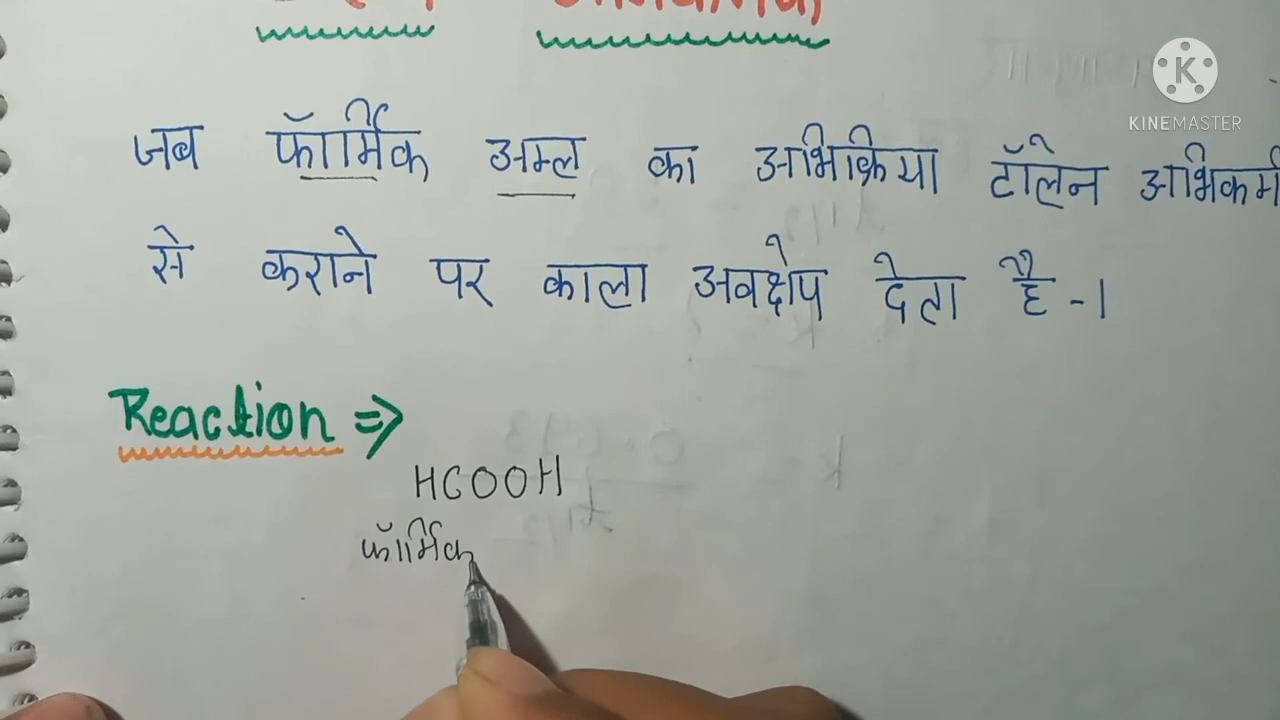 जब फॉर्मिक अम्ल का अभिक्रिया टॉलेन अभिकर्म
से कराने पर काला अवक्षेप देता है -।
Reaction ⇒
HCOOH
फॉर्मिक
KINEMASTER